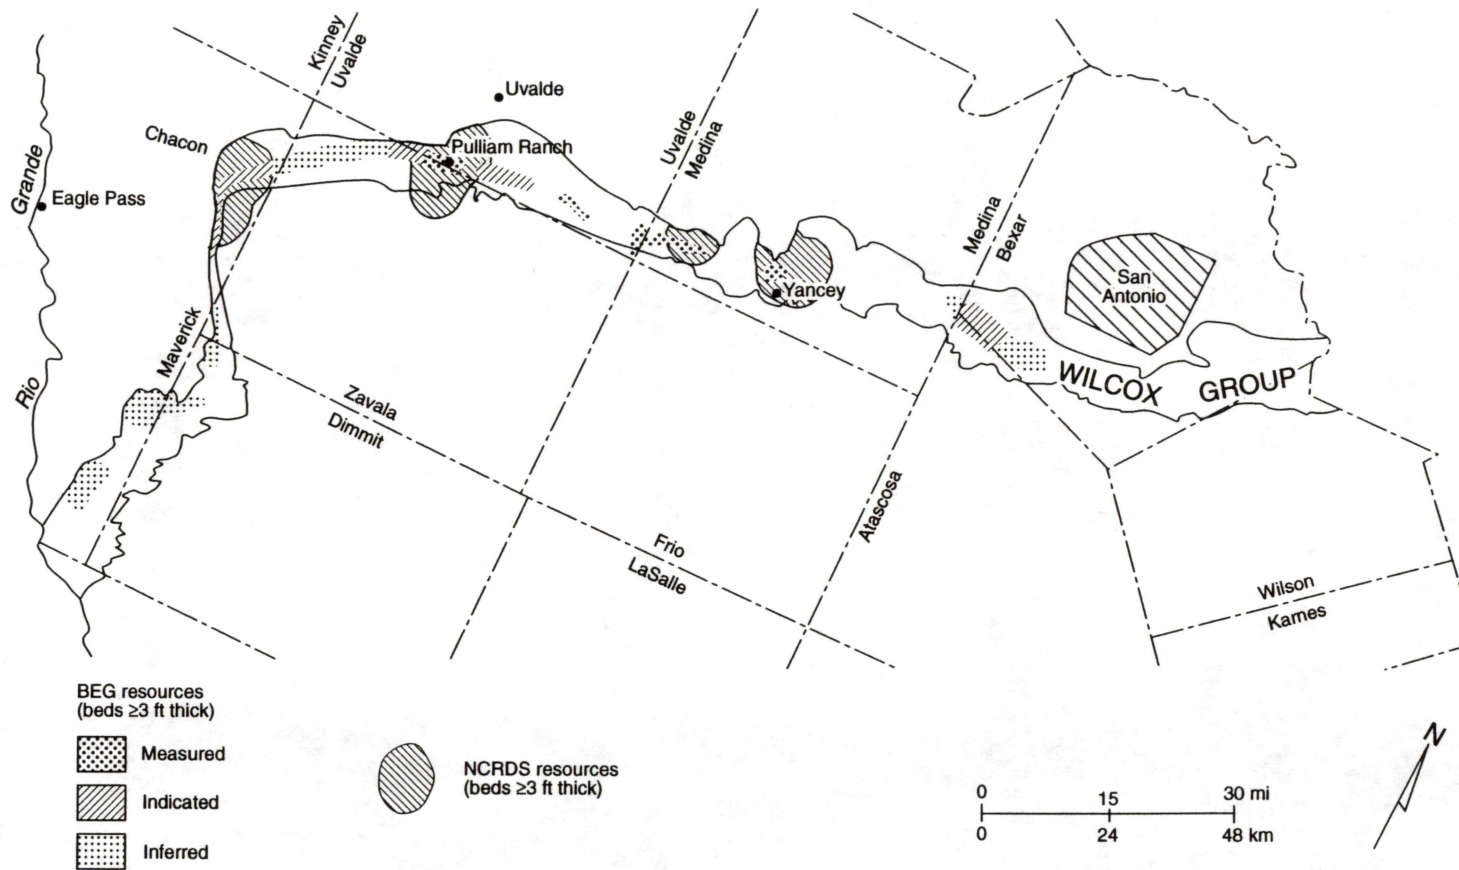 Kinney
Uvalde
Uvalde
Chacon
Pulliam Ranch
Uvalde
Medina
Rio Grande
Eagle Pass
Medina
Bexar
San
Antonio
Yancey
Maverick
WILCOX GROUP
Zavala
Dimmit
Atascosa
Frio
LaSalle
Wilson
Karnes
BEG resources
(beds ≥3 ft thick)
Measured
Indicated
Inferred
NCRDS resources
(beds ≥3 ft thick)
N
0 15 30 mi
0 24 48 km